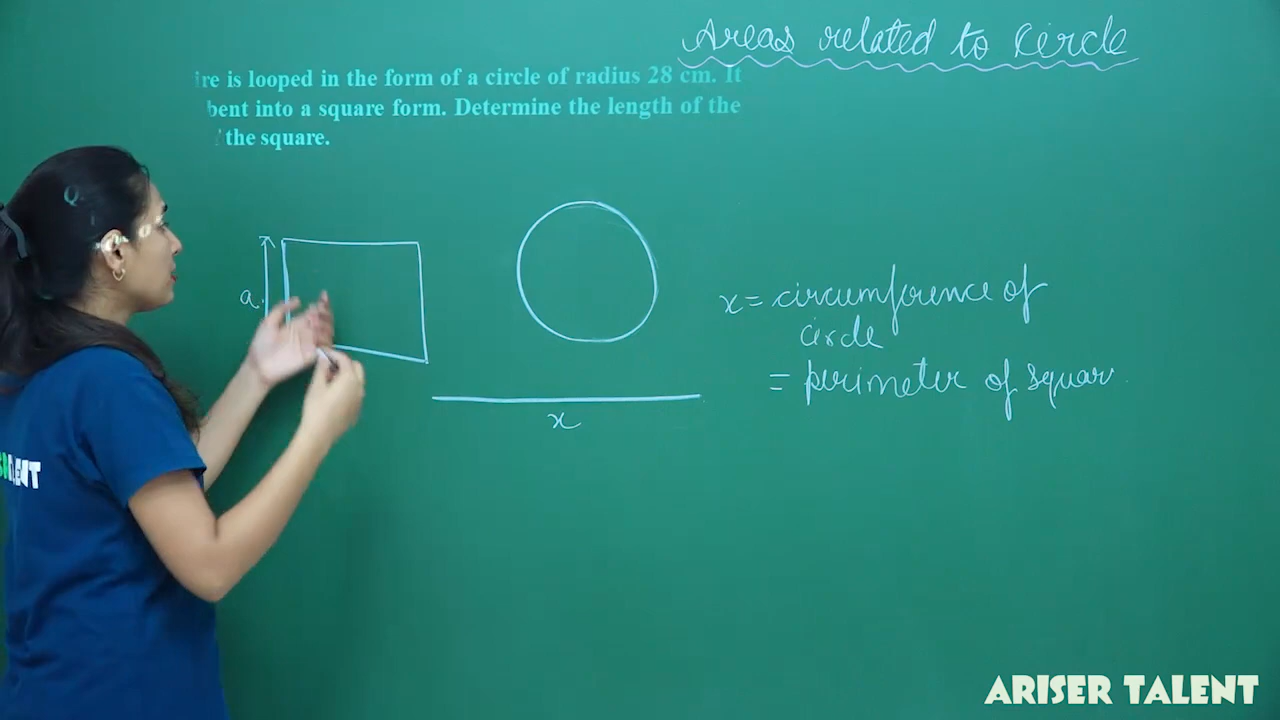 Areas related to Circle
is looped in the form of a circle of radius 28 cm. It
bent into a square form. Determine the length of the
the square.
a
x = circumference of
circle
= perimeter of squar
x
ARISER TALENT